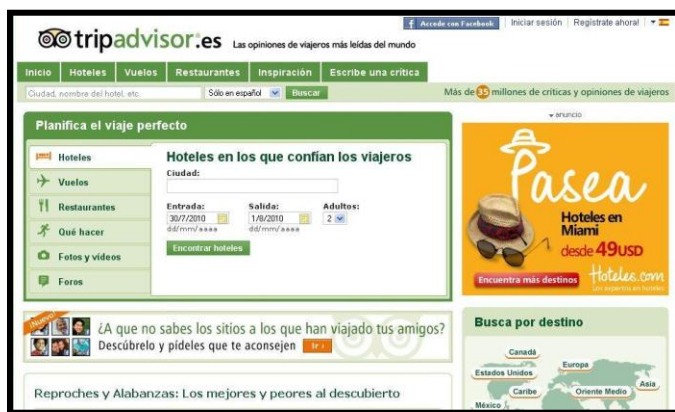 Accede con Facebook
Iniciar sesión
Regístrate ahora!
tripadvisor.es
Las opiniones de viajeros más leídas del mundo
Inicio
Hoteles
Vuelos
Restaurantes
Inspiración
Escribe una crítica
Ciudad, nombre del hotel, etc.
Sólo en español
Buscar
Más de 35 millones de críticas y opiniones de viajeros
Planifica el viaje perfecto
Hoteles
Vuelos
Restaurantes
Qué hacer
Fotos y vídeos
Foros
Hoteles en los que confían los viajeros
Ciudad:
Entrada:
Salida:
Adultos:
30/7/2010
1/8/2010
2
dd/mm/aaaa
dd/mm/aaaa
Encontrar hoteles
anuncio
Pasea
Hoteles en
Miami
desde 49USD
Encuentra más destinos
Hoteles.com
Los expertos en hoteles
¡Nuevo!
¿A que no sabes los sitios a los que han viajado tus amigos?
Descúbrelo y pídeles que te aconsejen
Ir
Busca por destino
Canadá
Estados Unidos
Europa
Caribe
Oriente Medio
Asia
México
Reproches y Alabanzas: Los mejores y peores al descubierto